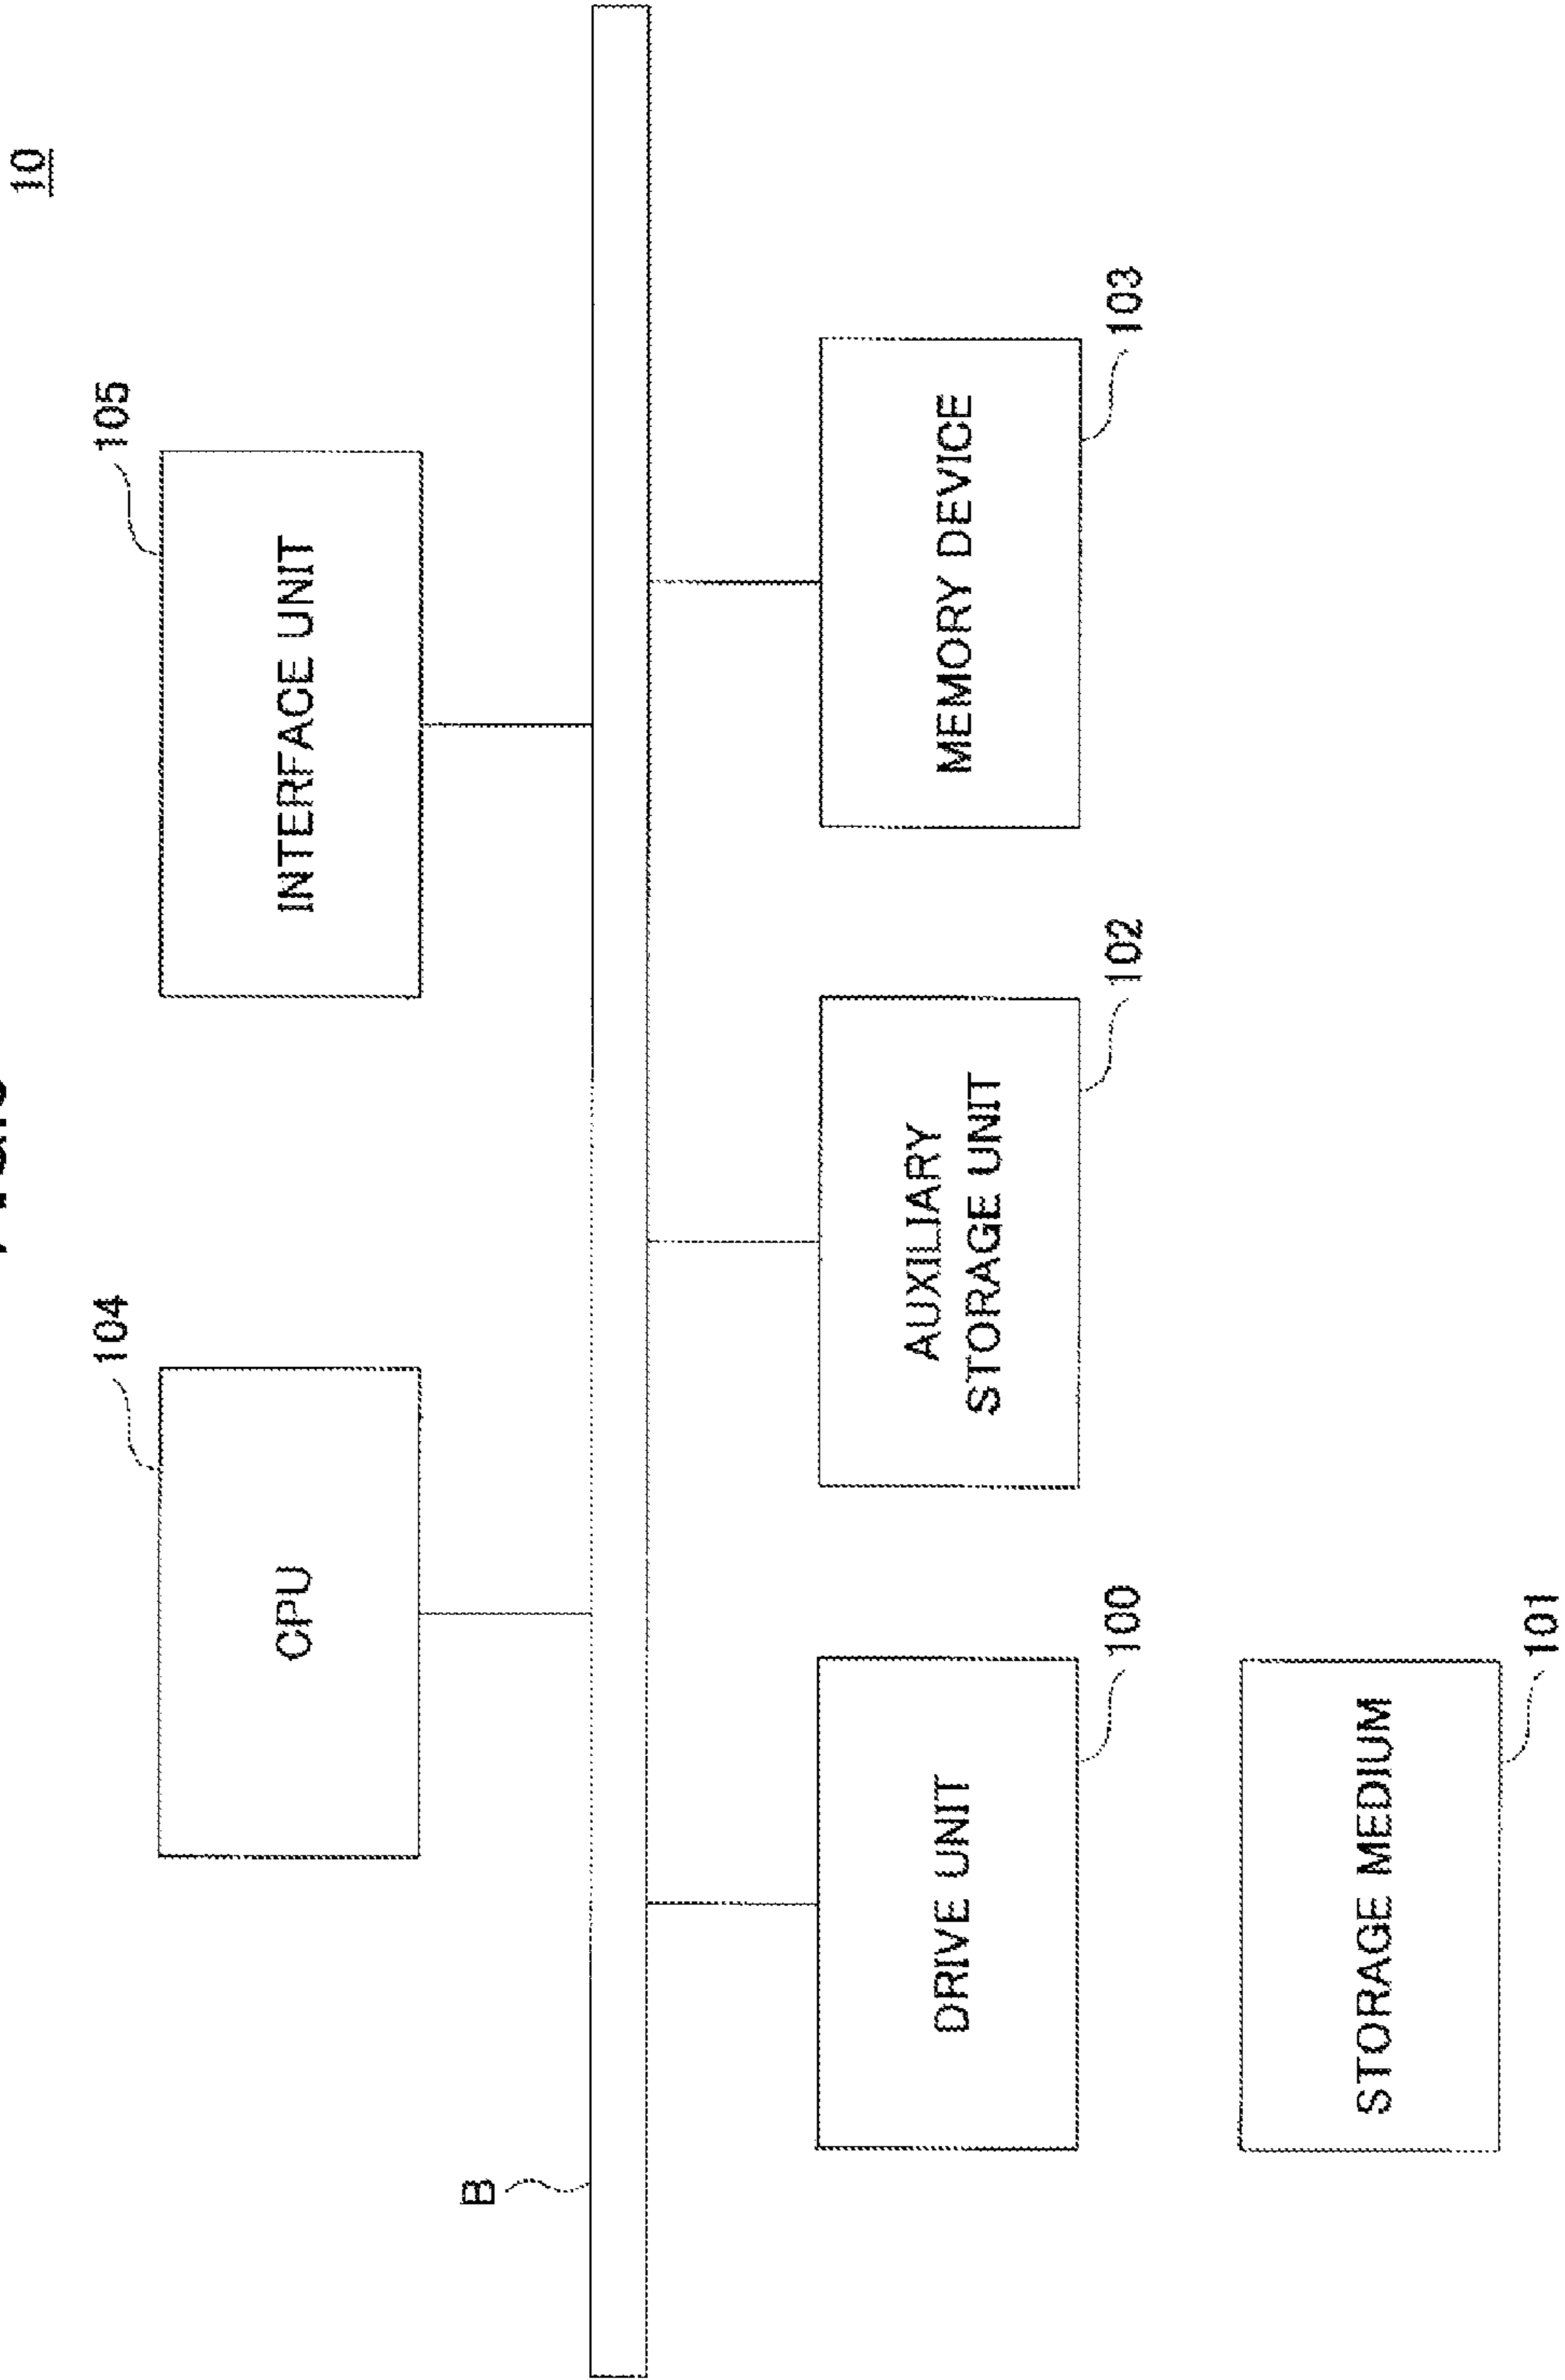 10
104
105
CPU
INTERFACE UNIT
B
DRIVE UNIT
AUXILIARY
STORAGE UNIT
MEMORY DEVICE
100
102
103
STORAGE MEDIUM
101